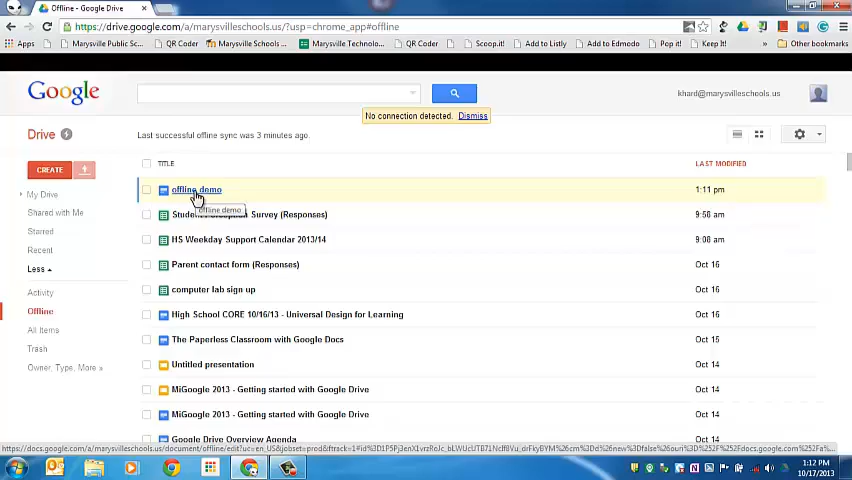 Offline - Google Drive
https://drive.google.com/a/marysvilleschools.us/?usp=chrome_app#offline
Apps Marysville Public Sc... QR Coder Marysville Schools ... Marysville Technolo... QR Coder Scoop.it! Add to Listly Add to Edmodo Pop it! Keep It! Other bookmarks
Google
khard@marysvilleschools.us
No connection detected. Dismiss
Drive
Last successful offline sync was 3 minutes ago.
CREATE
TITLE
LAST MODIFIED
offline demo
1:11 pm
My Drive
offline demo
Shared with Me
Survey (Responses)
9:56 am
Starred
HS Weekday Support Calendar 2013/14
9:08 am
Recent
Parent contact form (Responses)
Oct 16
Less
computer lab sign up
Oct 16
Activity
Offline
High School CORE 10/16/13 - Universal Design for Learning
Oct 16
All items
The Paperless Classroom with Google Docs
Oct 15
Trash
Untitled presentation
Oct 14
Owner, Type, More »
MiGoogle 2013 - Getting started with Google Drive
Oct 14
MiGoogle 2013 - Getting started with Google Drive
Oct 14
Google Drive Overview Agenda
Oct 14
1:12 PM
10/17/2013